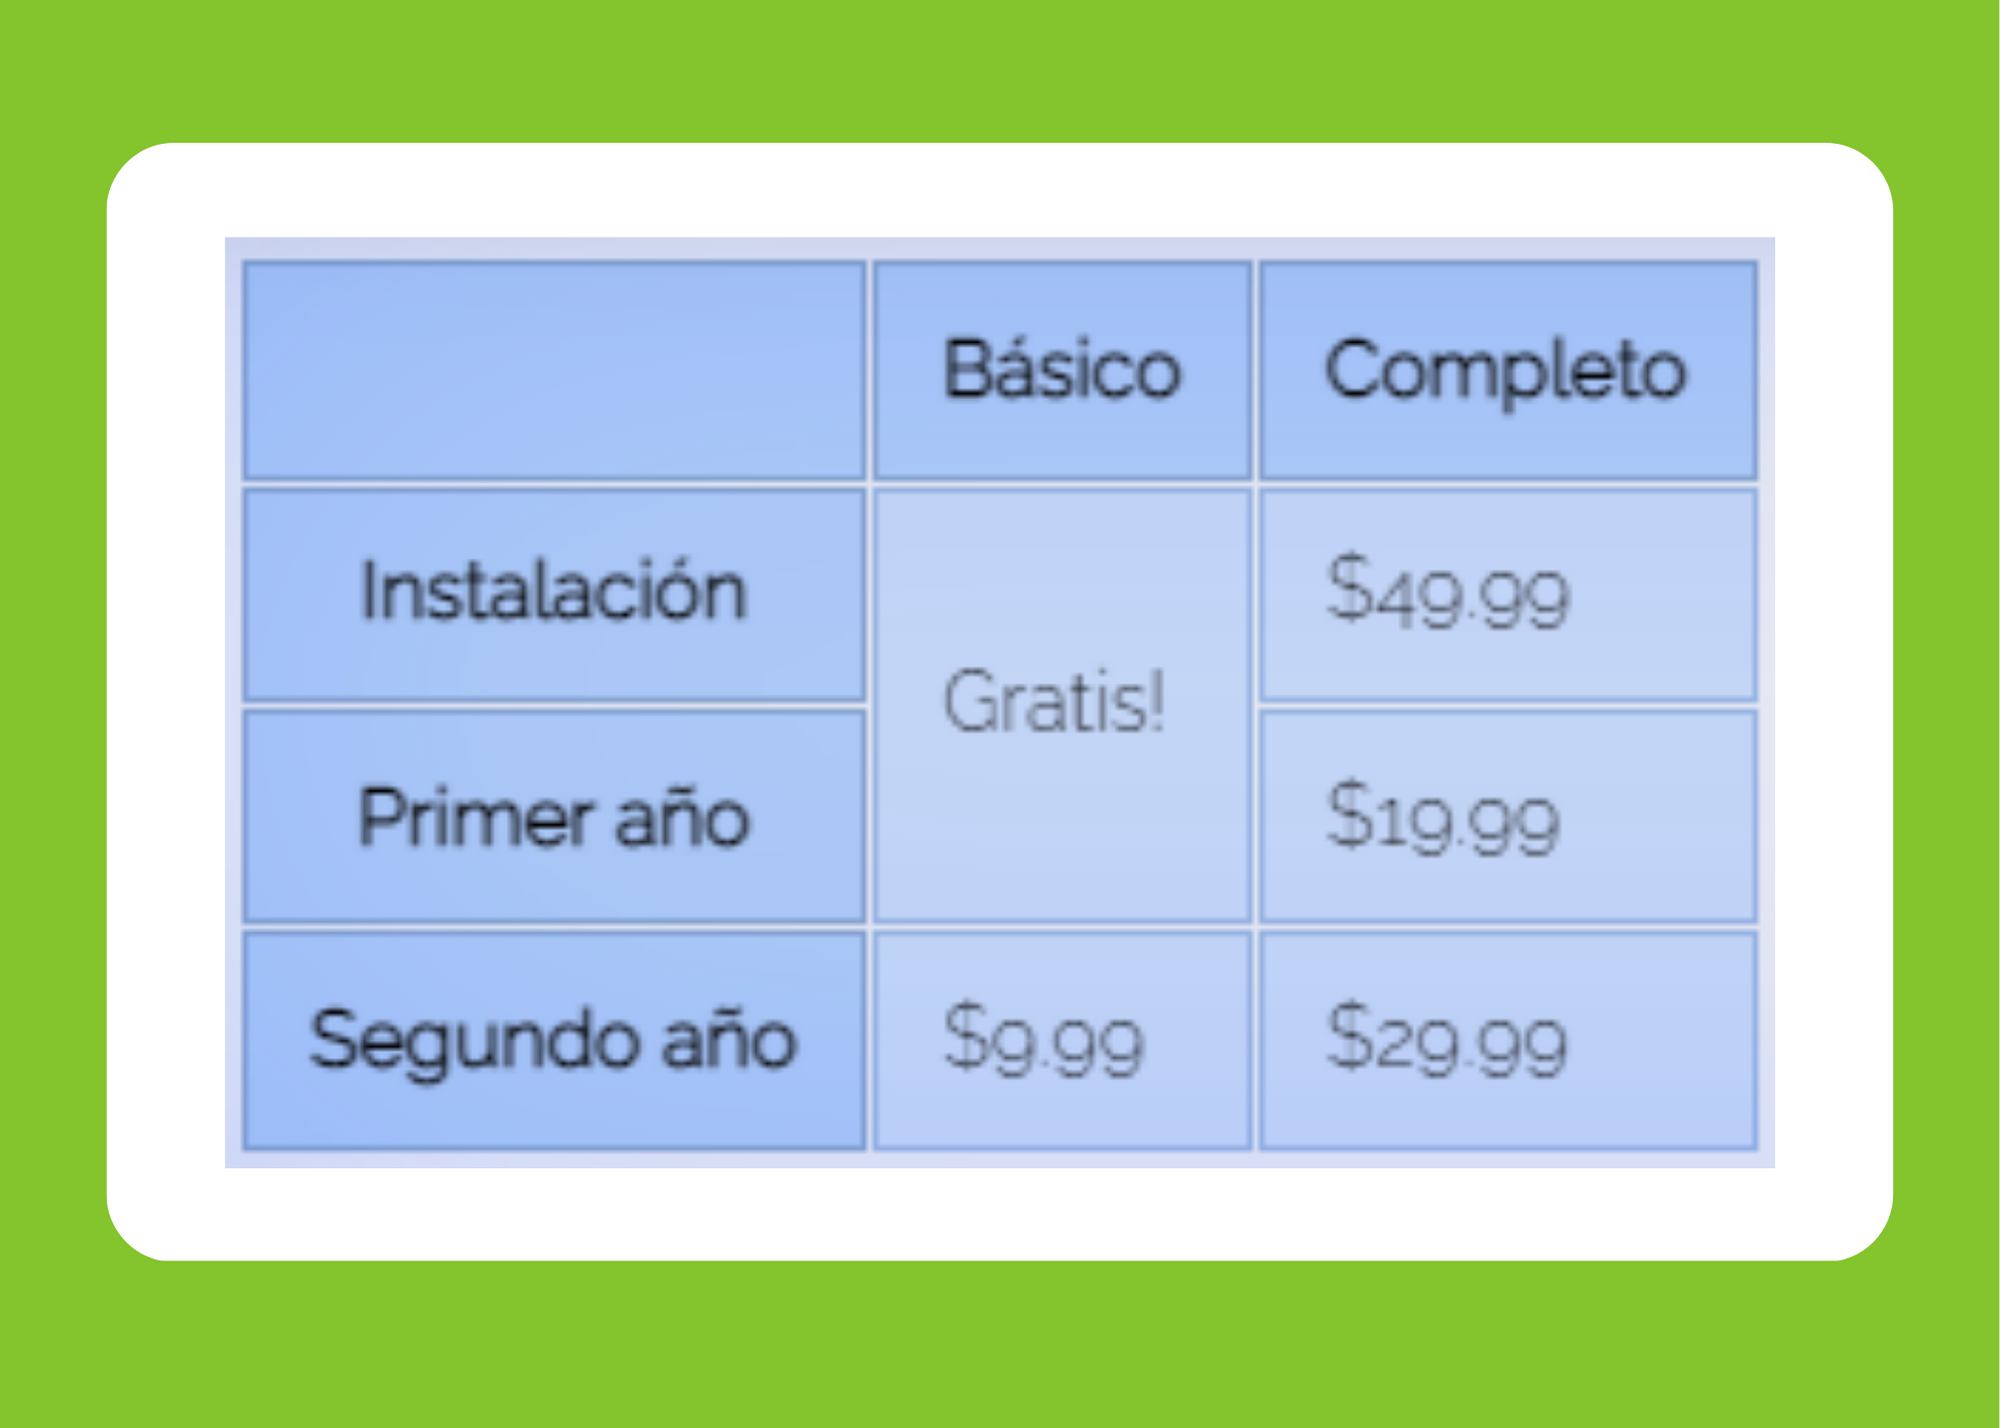 Básico Completo
Instalación $49.99
Gratis!
Primer año $19.99
Segundo año $9.99 $29.99